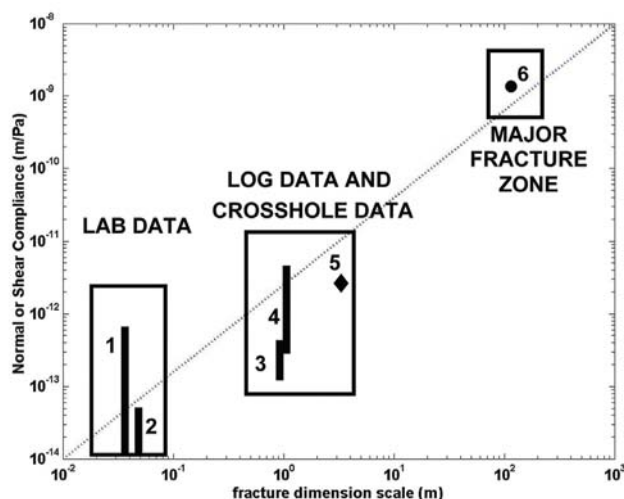 10^-8
10^-9
10^-10
10^-11
10^-12
10^-13
10^-14
Normal or Shear Compliance (m/Pa)
LAB DATA
1
2
LOG DATA AND
CROSSHOLE DATA
3
4
5
6
MAJOR
FRACTURE
ZONE
10^-2
10^-1
10^0
10^1
10^2
10^3
fracture dimension scale (m)